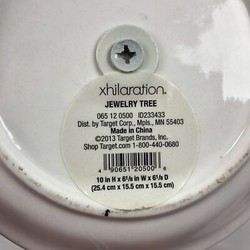 xhilaration.
JEWELRY TREE
065 12 0500 ID233433
Dist. by Target Corp., Mpls., MN 55403
Made in China
©2013 Target Brands, Inc.
Shop Target.com 1-800-440-0680
4 90651 20500 8
10 in H x 6⅛ in W x 6⅛ D
(25.4 cm x 15.5 cm x 15.5 cm)